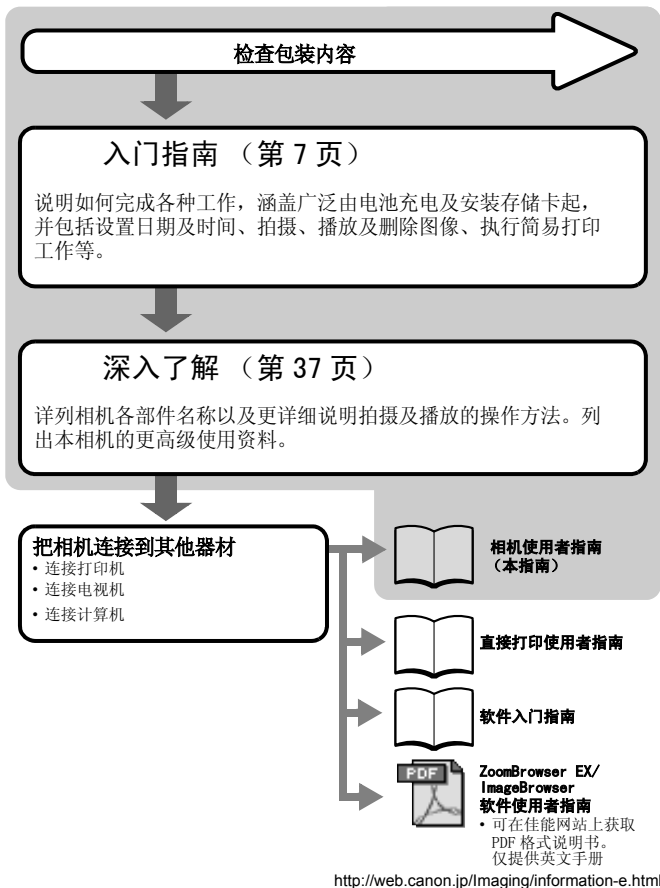 检查包装内容
入门指南 （第 7 页）
说明如何完成各种工作，涵盖广泛由电池充电及安装存储卡起，
并包括设置日期及时间、拍摄、播放及删除图像、执行简易打印
工作等。
深入了解 （第 37 页）
详列相机各部件名称以及更详细说明拍摄及播放的操作方法。列
出本相机的更高级使用资料。
把相机连接到其他器材
• 连接打印机
• 连接电视机
• 连接计算机
相机使用者指南
（本指南）
直接打印使用者指南
软件入门指南
PDF
ZoomBrowser EX/
ImageBrowser
软件使用者指南
• 可在佳能网站上获取
PDF 格式说明书。
仅提供英文手册
http://web.canon.jp/Imaging/information-e.html